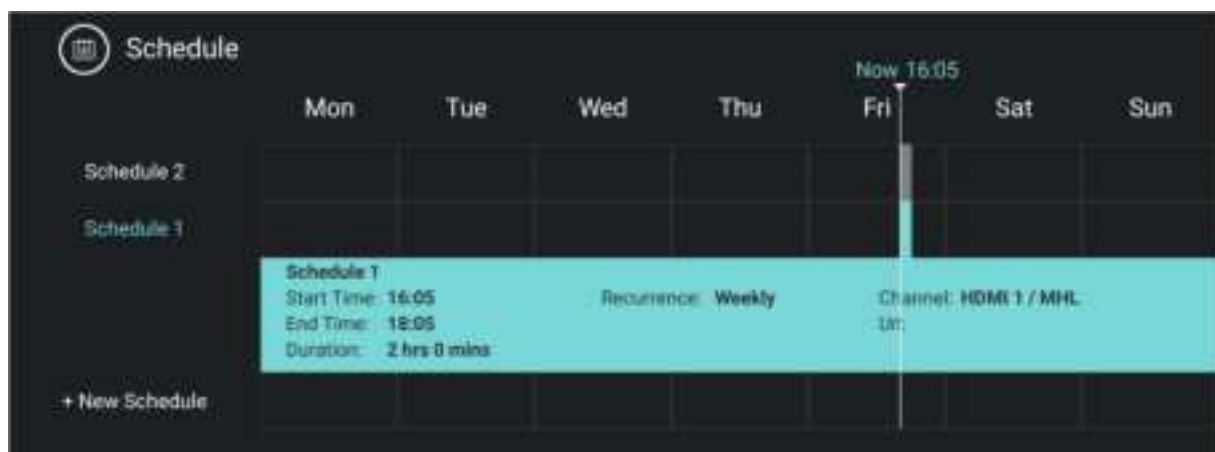 Schedule
Now 16:05
Mon Tue Wed Thu Fri Sat Sun
Schedule 2
Schedule 1
Schedule 1
Start Time: 16:05 Recurrence: Weekly Channel: HDMI 1 / MHL
End Time: 18:05 Url:
Duration: 2 hrs 0 mins
+ New Schedule